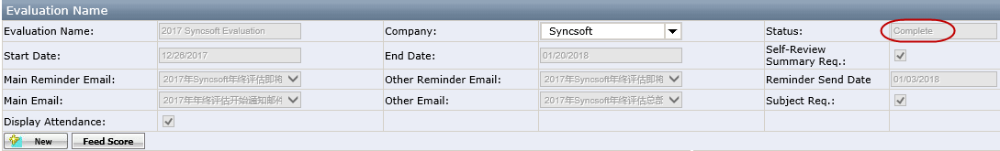 Evaluation Name
Evaluation Name: 2017 Syncsoft Evaluation Company: Syncsoft Status: Complete
Start Date: 12/26/2017 End Date: 01/20/2018 Self-Review Summary Req.:
Main Reminder Email: 2017年Syncsoft年终评估即将 Other Reminder Email: 2017年Syncsoft年终评估即将 Reminder Send Date 01/03/2018
Main Email: 2017年年终评估开始通知邮件 Other Email: 2017年Syncsoft年终评估总部 Subject Req.:
Display Attendance:
New Feed Score